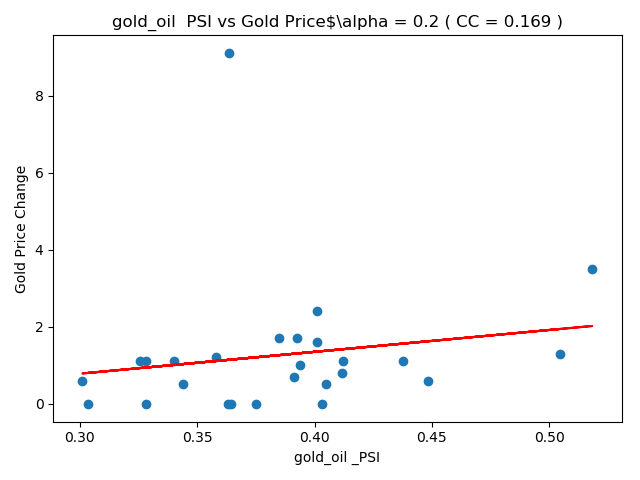 gold_oil  PSI vs Gold Price$\alpha = 0.2 ( CC = 0.169 )
8
6
4
2
0
Gold Price Change
0.30 0.35 0.40 0.45 0.50
gold_oil _PSI